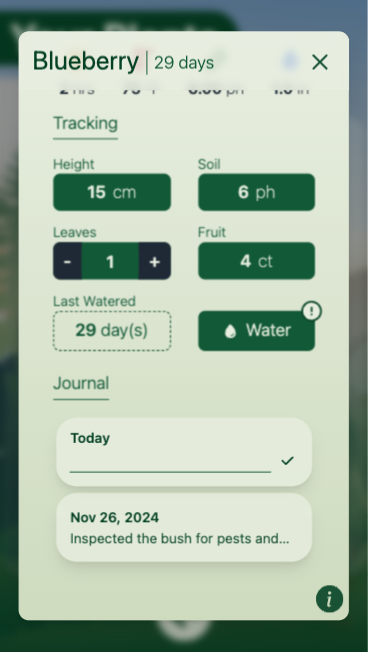 Blueberry | 29 days
Tracking
Height
Soil
15 cm
6 ph
Leaves
Fruit
- 1 +
4 ct
Last Watered
29 day(s)
! Water
Journal
Today
Nov 26, 2024
Inspected the bush for pests and...
i